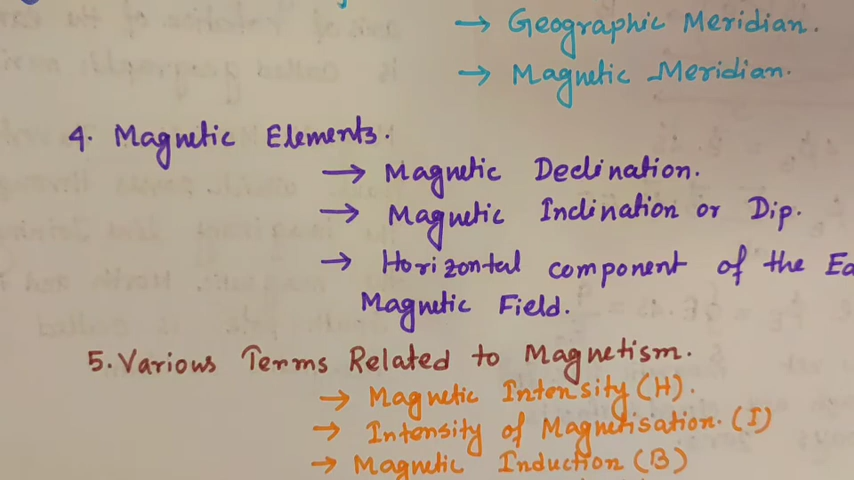 → Geographic Meridian.
→ Magnetic Meridian.
4. Magnetic Elements.
→ Magnetic Declination.
→ Magnetic Inclination or Dip.
→ Horizontal component of the Ea
Magnetic Field.
5. Various Terms Related to Magnetism.
→ Magnetic Intensity (H).
→ Intensity of Magnetisation. (I)
→ Magnetic Induction (B)